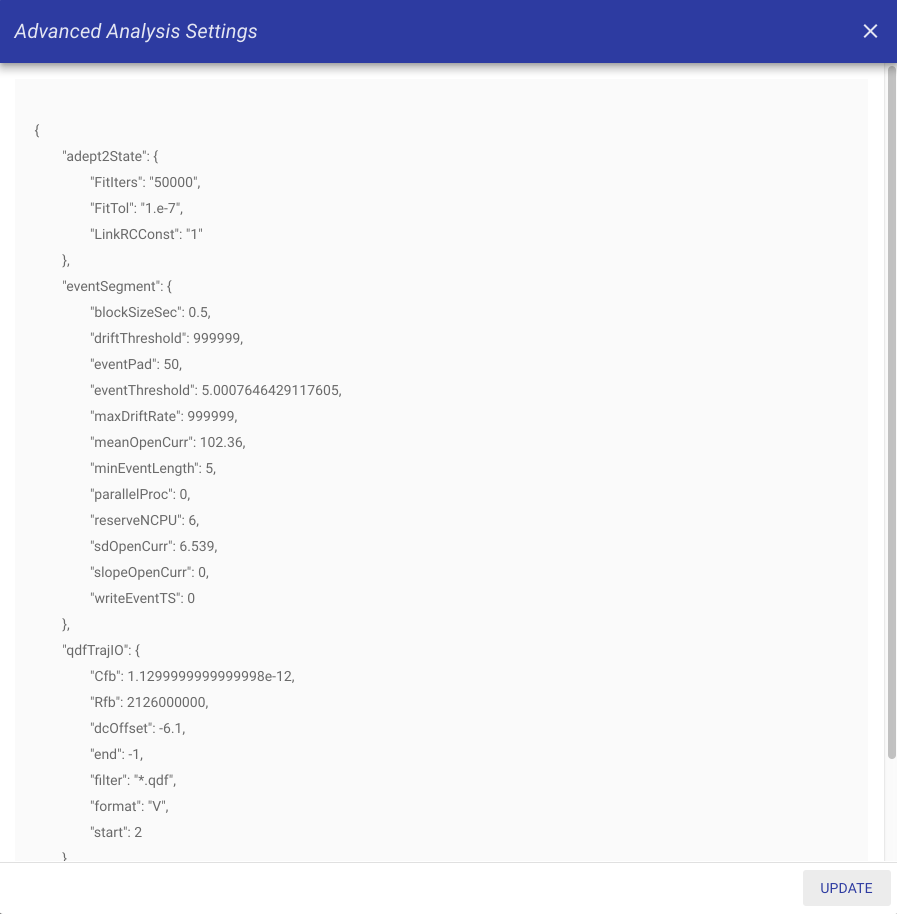 Advanced Analysis Settings
{
"adept2State": {
"FitIters": "50000",
"FitTol": "1.e-7",
"LinkRCConst": "1"
},
"eventSegment": {
"blockSizeSec": 0.5,
"driftThreshold": 999999,
"eventPad": 50,
"eventThreshold": 5.0007646429117605,
"maxDriftRate": 999999,
"meanOpenCurr": 102.36,
"minEventLength": 5,
"parallelProc": 0,
"reserveNCPU": 6,
"sdOpenCurr": 6.539,
"slopeOpenCurr": 0,
"writeEventTS": 0
},
"qdfTrajIO": {
"Cfb": 1.1299999999999998e-12,
"Rfb": 2126000000,
"dcOffset": -6.1,
"end": -1,
"filter": "*.qdf",
"format": "V",
"start": 2
}
UPDATE